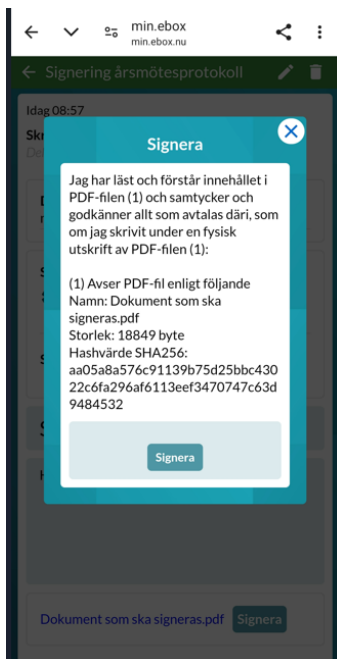 min.ebox
min.ebox.nu
Signering årsmötesprotokoll
Idag 08:57
Signera
Jag har läst och förstår innehållet i
PDF-filen (1) och samtycker och
godkänner allt som avtalas däri, som
om jag skrivit under en fysisk
utskrift av PDF-filen (1):
(1) Avser PDF-fil enligt följande
Namn: Dokument som ska
signeras.pdf
Storlek: 18849 byte
Hashvärde SHA256:
aa05a8a576c91139b75d25bbc430
22c6fa296af6113eef3470747c63d
9484532
Signera
Dokument som ska signeras.pdf Signera